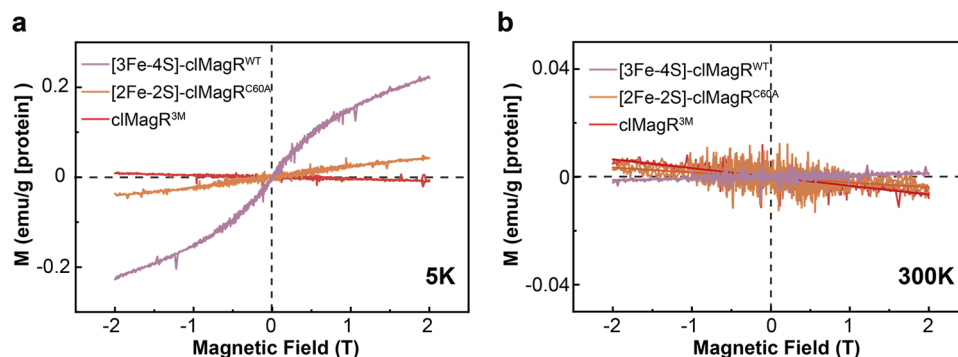 a
[3Fe-4S]-clMagR^WT
[2Fe-2S]-clMagR^C60A
clMagR^3M
0.2
0
-0.2
M (emu/g [protein] )
5K
-2 -1 0 1 2
Magnetic Field (T)
b
[3Fe-4S]-clMagR^WT
[2Fe-2S]-clMagR^C60A
clMagR^3M
0.04
0
-0.04
M (emu/g [protein] )
300K
-2 -1 0 1 2
Magnetic Field (T)